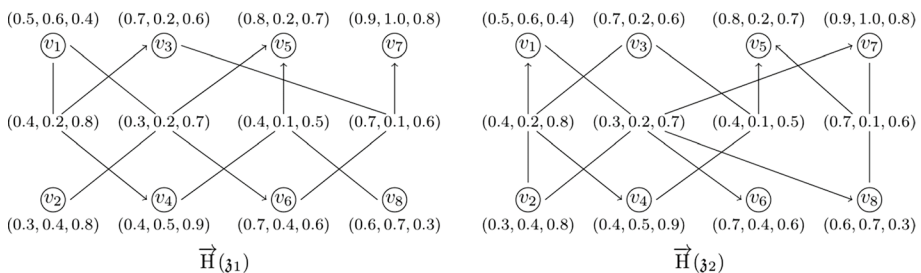 (0.5, 0.6, 0.4) (0.7, 0.2, 0.6) (0.8, 0.2, 0.7) (0.9, 1.0, 0.8)
v1 v3 v5 v7
(0.4, 0.2, 0.8) (0.3, 0.2, 0.7) (0.4, 0.1, 0.5) (0.7, 0.1, 0.6)
v2 v4 v6 v8
(0.3, 0.4, 0.8) (0.4, 0.5, 0.9) (0.7, 0.4, 0.6) (0.6, 0.7, 0.3)
H⃗(𝔷1)
(0.5, 0.6, 0.4) (0.7, 0.2, 0.6) (0.8, 0.2, 0.7) (0.9, 1.0, 0.8)
v1 v3 v5 v7
(0.4, 0.2, 0.8) (0.3, 0.2, 0.7) (0.4, 0.1, 0.5) (0.7, 0.1, 0.6)
v2 v4 v6 v8
(0.3, 0.4, 0.8) (0.4, 0.5, 0.9) (0.7, 0.4, 0.6) (0.6, 0.7, 0.3)
H⃗(𝔷2)